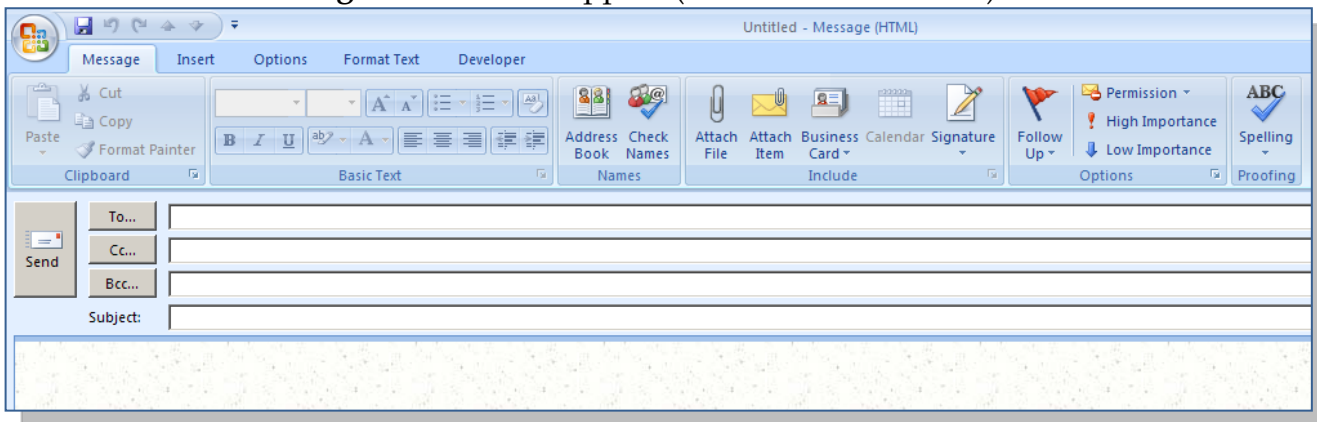 Untitled - Message (HTML)
Message Insert Options Format Text Developer
Paste
Cut
Copy
Format Painter
Clipboard
B I U
Basic Text
Address Book
Check Names
Names
Attach File
Attach Item
Business Card
Calendar
Signature
Include
Follow Up
Permission
High Importance
Low Importance
Options
ABC
Spelling
Proofing
Send
To...
Cc...
Bcc...
Subject: